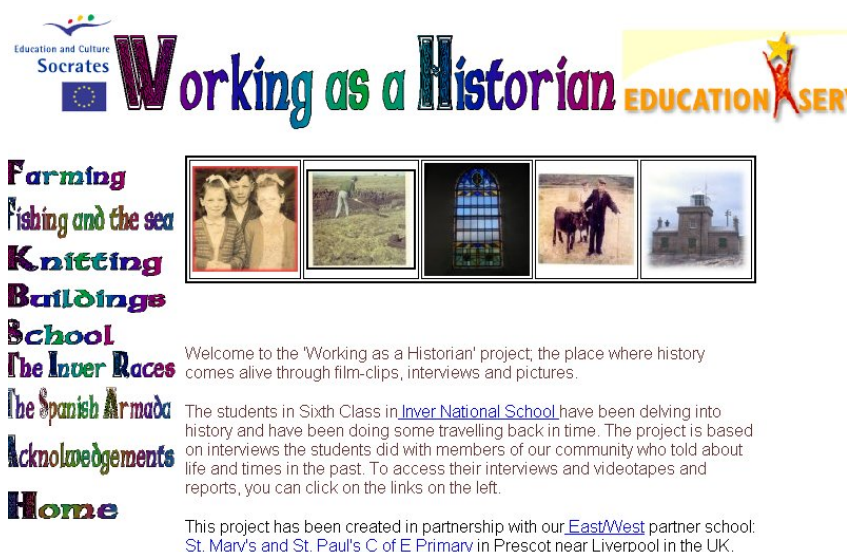 Education and Culture
Socrates
Working as a Historian
EDUCATION SER
Farming
Fishing and the sea
Knitting
Buildings
School
The Inver Races
The Spanish Armada
Acknolwedgements
Home
Welcome to the 'Working as a Historian' project; the place where history
comes alive through film-clips, interviews and pictures.
The students in Sixth Class in Inver National School have been delving into
history and have been doing some travelling back in time. The project is based
on interviews the students did with members of our community who told about
life and times in the past. To access their interviews and videotapes and
reports, you can click on the links on the left.
This project has been created in partnership with our East/West partner school:
St. Mary's and St. Paul's C of E Primary in Prescot near Liverpool in the UK.